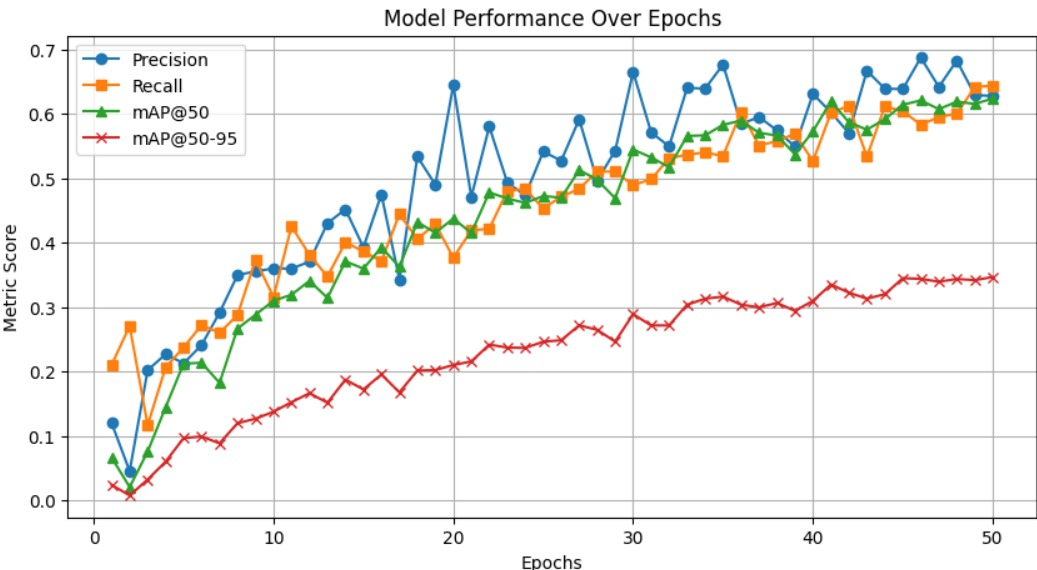 Model Performance Over Epochs
Precision
Recall
mAP@50
mAP@50-95
Metric Score
0.7
0.6
0.5
0.4
0.3
0.2
0.1
0.0
0 10 20 30 40 50
Epochs